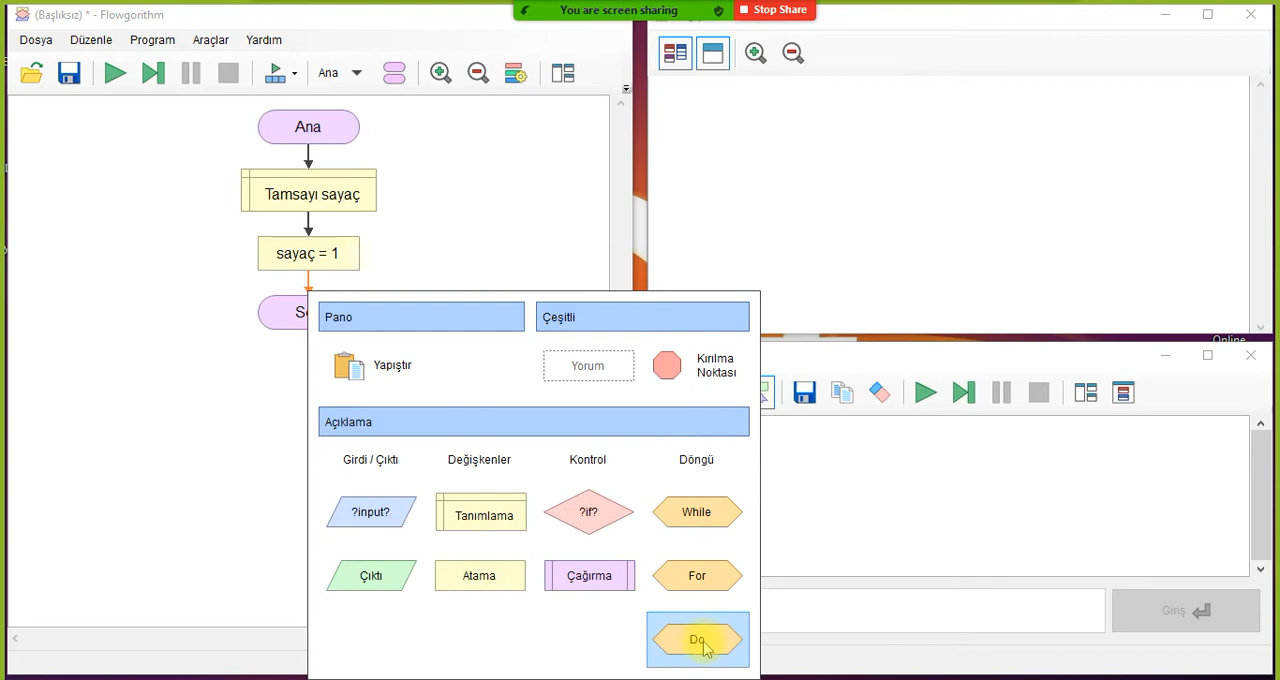 You are screen sharing
Stop Share
(Başlıksız) * - Flowgorithm
Dosya Düzenle Program Araçlar Yardım
Ana
Ana
Tamsayı sayaç
sayaç = 1
Pano
Çeşitli
Yapıştır
Yorum
Kırılma
Noktası
Açıklama
Girdi / Çıktı
Değişkenler
Kontrol
Döngü
?input?
Tanımlama
?if?
While
Çıktı
Atama
Çağırma
For
Do
Online
Giriş